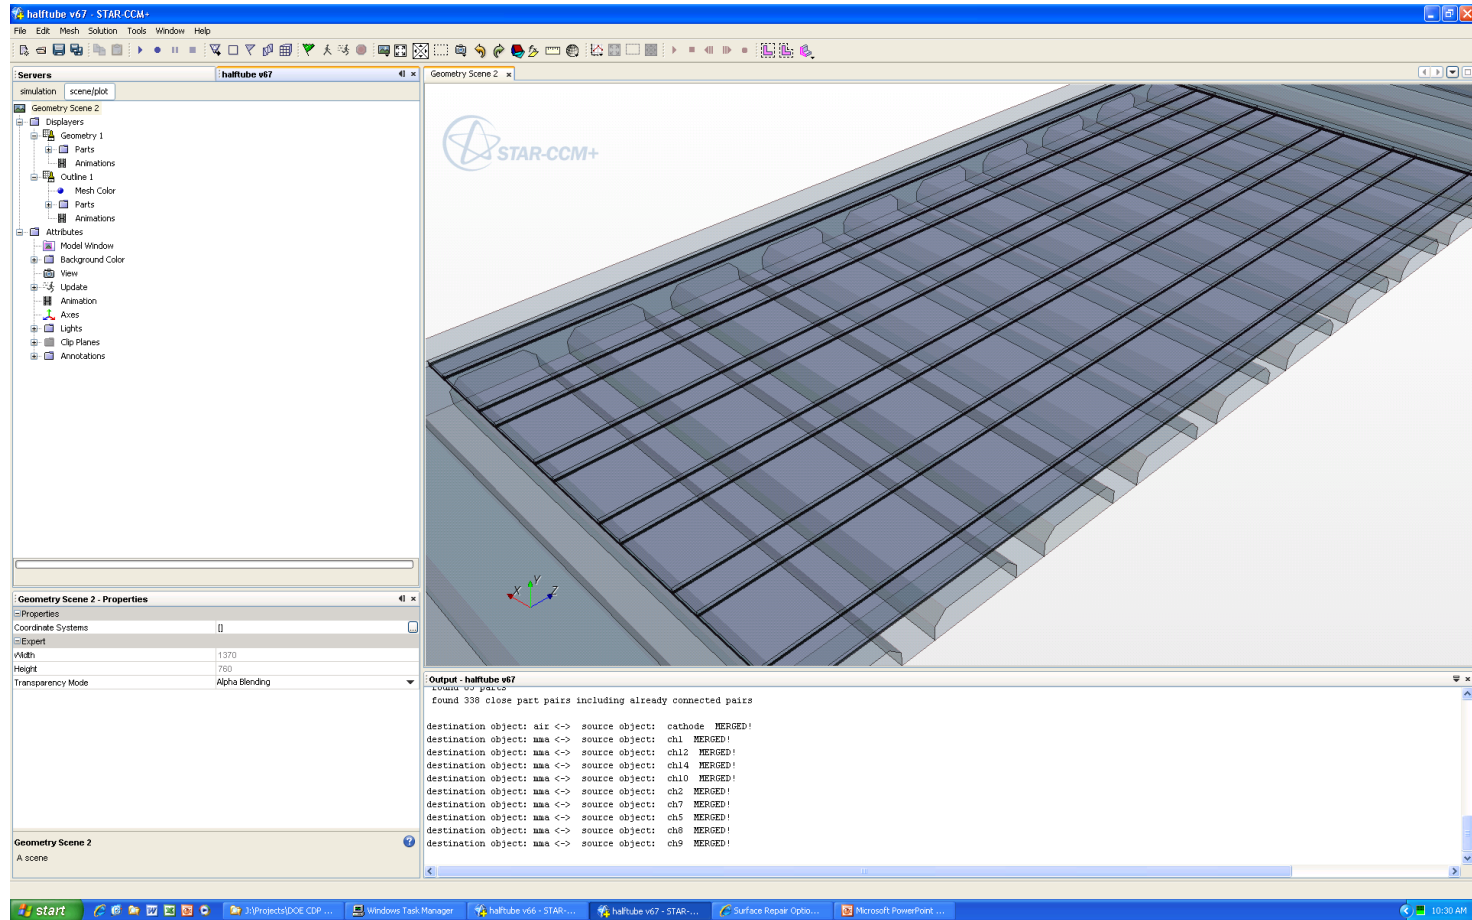 halftube v67 - STAR-CCM+
File Edit Mesh Solution Tools Window Help
Servers
halftube v67
Geometry Scene 2
simulation scene/plot
Geometry Scene 2
Displayers
Geometry 1
Parts
Animations
Outline 1
Mesh Color
Parts
Animations
Attributes
Model Window
Background Color
View
Update
Animation
Axes
Lights
Clip Planes
Annotations
STAR-CCM+
X Y Z
Geometry Scene 2 - Properties
Properties
Coordinate Systems []
Expert
Width 1370
Height 760
Transparency Mode Alpha Blending
Geometry Scene 2
A scene
Output - halftube v67
found 338 close part pairs including already connected pairs
destination object: air <-> source object: cathode MERGED!
destination object: mma <-> source object: ch1 MERGED!
destination object: mma <-> source object: ch12 MERGED!
destination object: mma <-> source object: ch14 MERGED!
destination object: mma <-> source object: ch10 MERGED!
destination object: mma <-> source object: ch2 MERGED!
destination object: mma <-> source object: ch7 MERGED!
destination object: mma <-> source object: ch5 MERGED!
destination object: mma <-> source object: ch8 MERGED!
destination object: mma <-> source object: ch9 MERGED!
start
J:\Projects\DOE CDP ...
Windows Task Manager
halftube v66 - STAR-...
halftube v67 - STAR-...
Surface Repair Optio...
Microsoft PowerPoint ...
10:30 AM